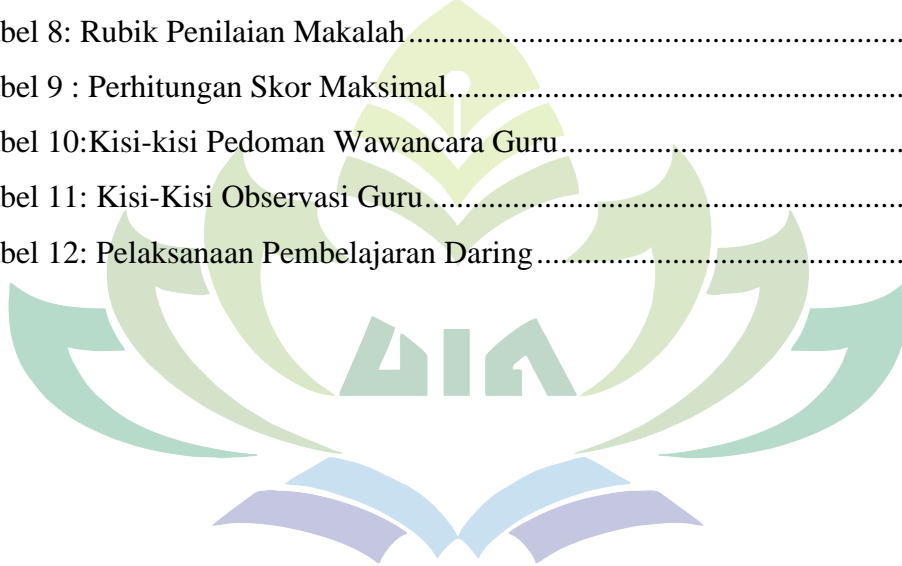 bel 8: Rubik Penilaian Makalah................................................................
bel 9 : Perhitungan Skor Maksimal...........................................................
bel 10:Kisi-kisi Pedoman Wawancara Guru............................................
bel 11: Kisi-Kisi Observasi Guru..............................................................
bel 12: Pelaksanaan Pembelajaran Daring...............................................
UIN